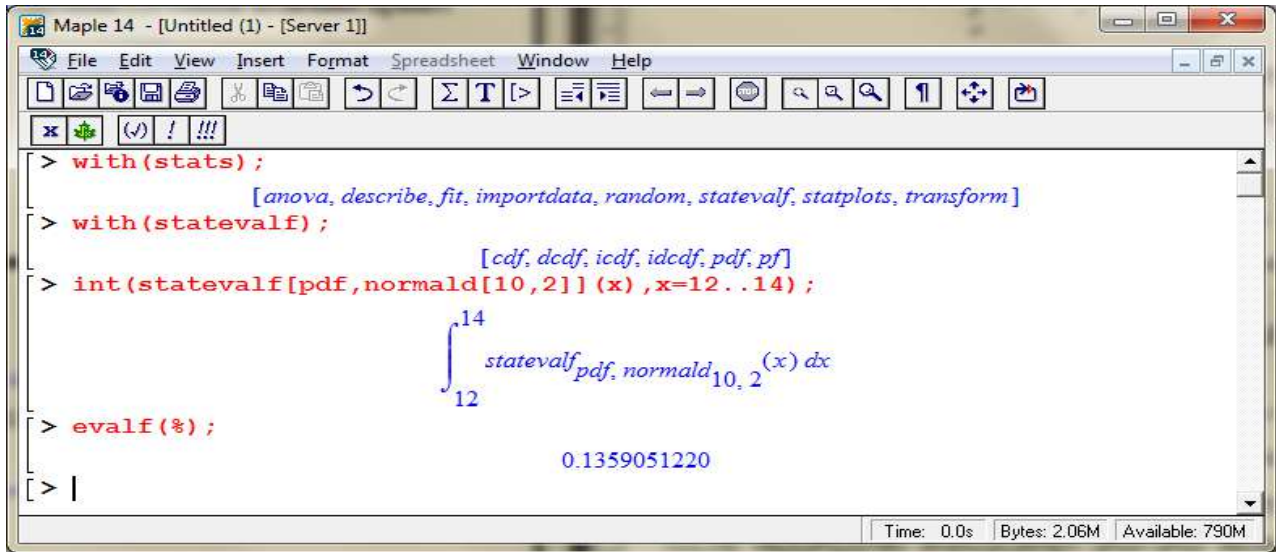 Maple 14 - [Untitled (1) - [Server 1]]
File Edit View Insert Format Spreadsheet Window Help
Σ T [>
x (√) ! !!!
> with(stats);
[anova, describe, fit, importdata, random, statevalf, statplots, transform]
> with(statevalf);
[cdf, dcdf, icdf, idcdf, pdf, pf]
> int(statevalf[pdf,normald[10,2]](x),x=12..14);
14
∫ statevalf pdf, normald 10, 2 (x) dx
12
> evalf(%);
0.1359051220
>
Time: 0.0s Bytes: 2.06M Available: 790M